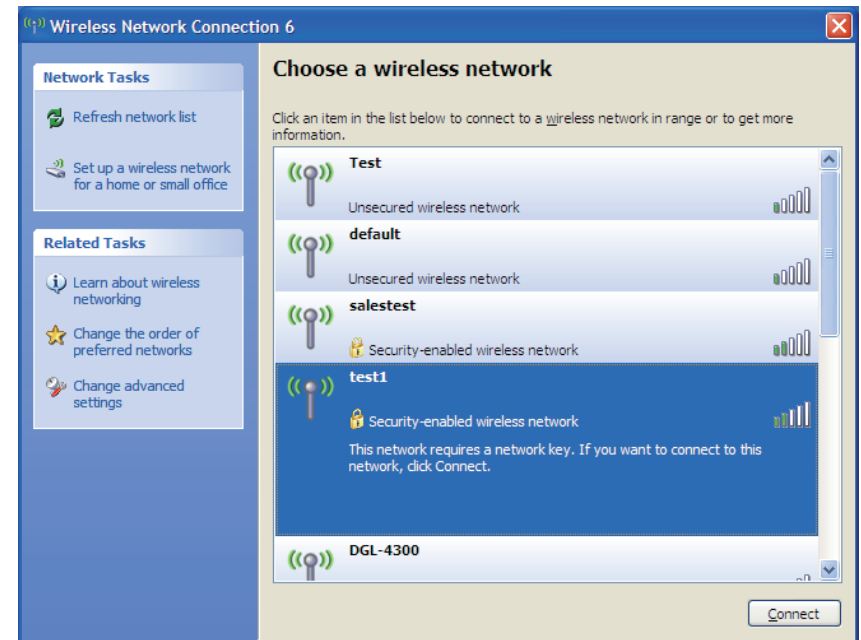 Wireless Network Connection 6
Network Tasks
Refresh network list
Set up a wireless network
for a home or small office
Related Tasks
Learn about wireless
networking
Change the order of
preferred networks
Change advanced
settings
Choose a wireless network
Click an item in the list below to connect to a wireless network in range or to get more
information.
Test
Unsecured wireless network
default
Unsecured wireless network
salestest
Security-enabled wireless network
test1
Security-enabled wireless network
This network requires a network key. If you want to connect to this
network, click Connect.
DGL-4300
Connect